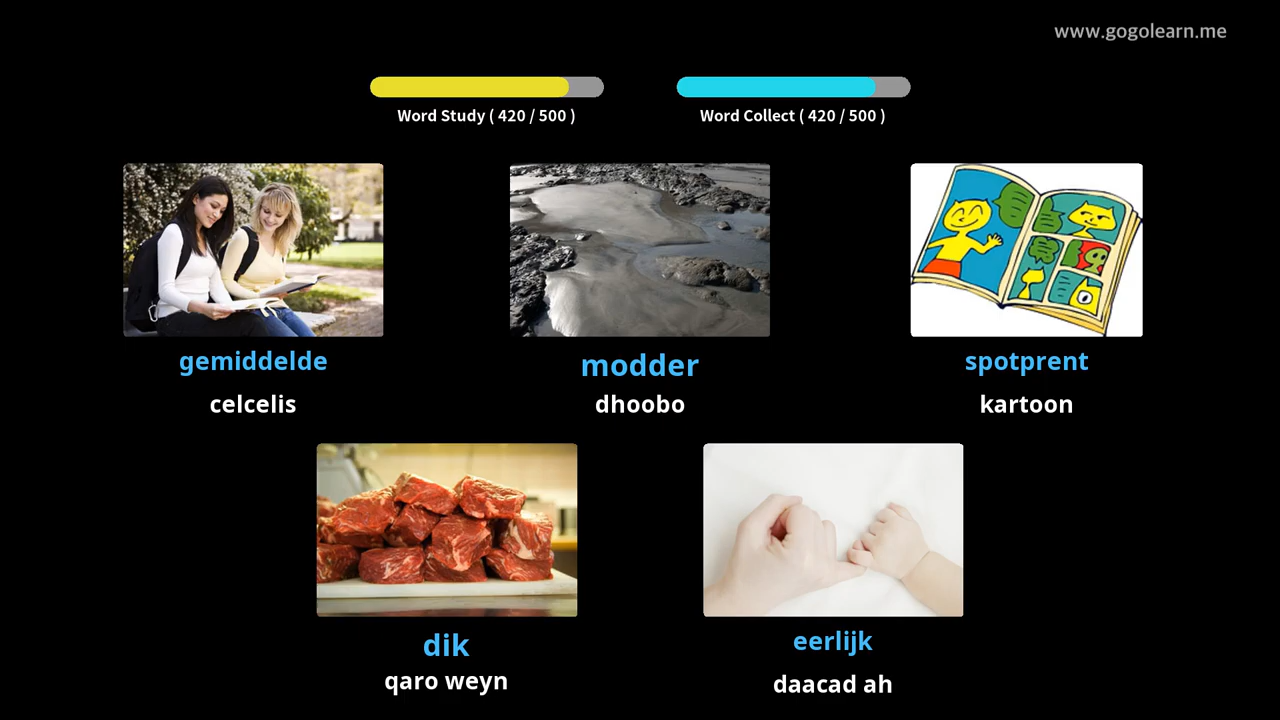 www.gogolearn.me
Word Study ( 420 / 500 )
Word Collect ( 420 / 500 )
gemiddelde
modder
spotprent
celcelis
dhoobo
kartoon
dik
eerlijk
qaro weyn
daacad ah